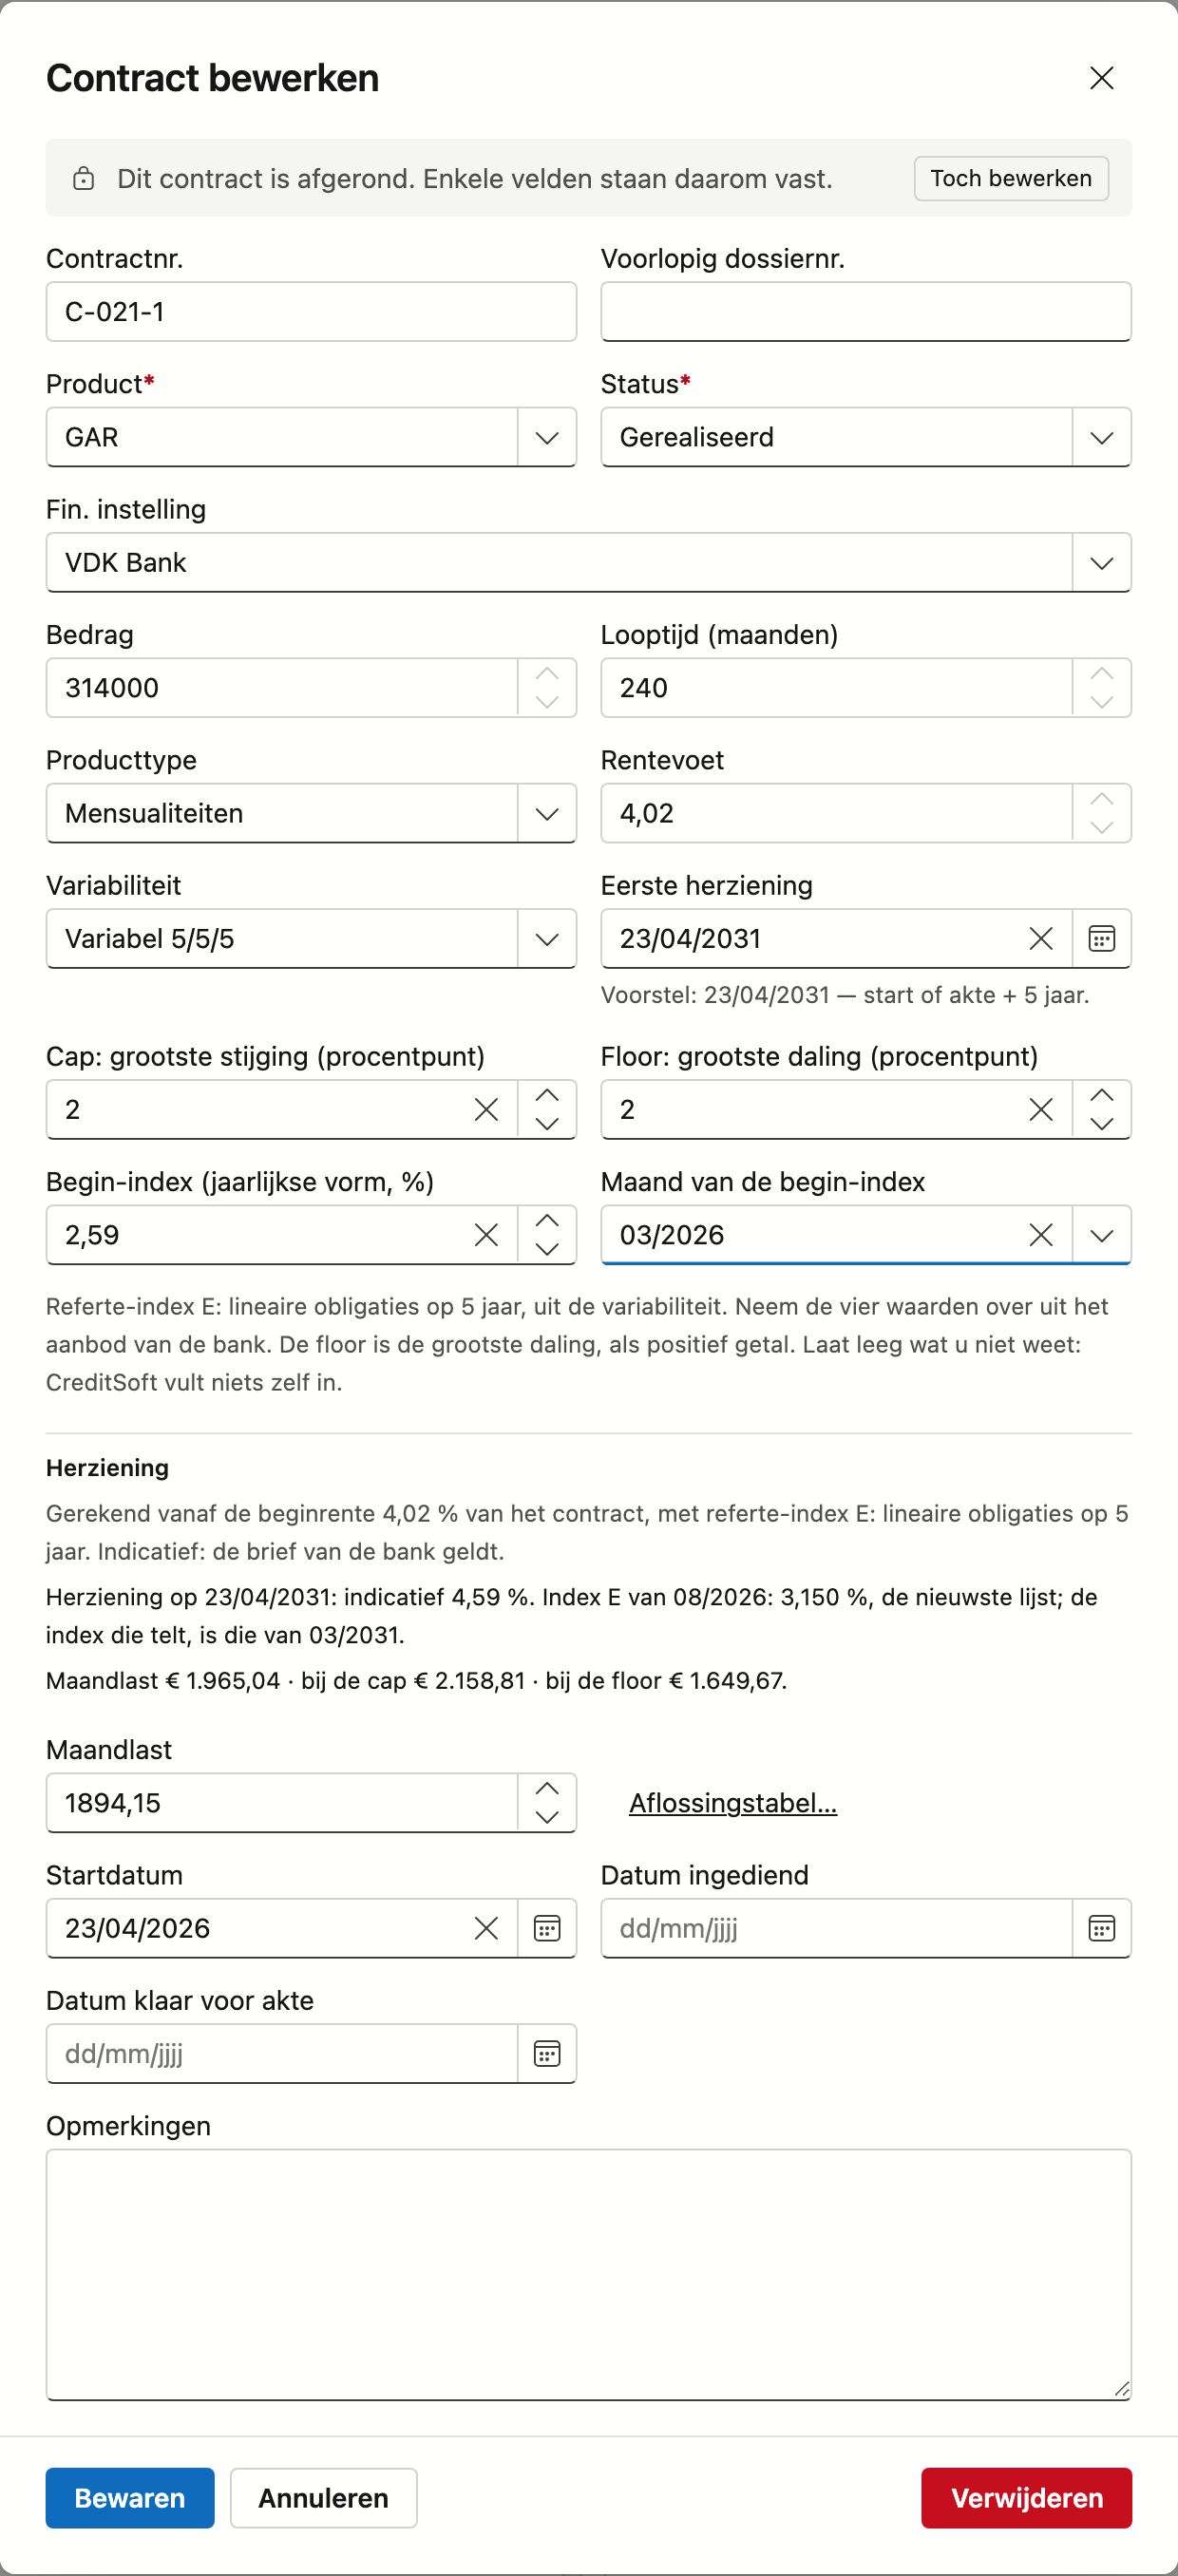 Contract bewerken
Dit contract is afgerond. Enkele velden staan daarom vast.
Toch bewerken
Contractnr.
Voorlopig dossiernr.
C-021-1
Product*
Status*
GAR
Gerealiseerd
Fin. instelling
VDK Bank
Bedrag
Looptijd (maanden)
314000
240
Producttype
Rentevoet
Mensualiteiten
4,02
Variabiliteit
Eerste herziening
Variabel 5/5/5
23/04/2031
Voorstel: 23/04/2031 — start of akte + 5 jaar.
Cap: grootste stijging (procentpunt)
Floor: grootste daling (procentpunt)
2
2
Begin-index (jaarlijkse vorm, %)
Maand van de begin-index
2,59
03/2026
Referte-index E: lineaire obligaties op 5 jaar, uit de variabiliteit. Neem de vier waarden over uit het
aanbod van de bank. De floor is de grootste daling, als positief getal. Laat leeg wat u niet weet:
CreditSoft vult niets zelf in.
Herziening
Gerekend vanaf de beginrente 4,02 % van het contract, met referte-index E: lineaire obligaties op 5
jaar. Indicatief: de brief van de bank geldt.
Herziening op 23/04/2031: indicatief 4,59 %. Index E van 08/2026: 3,150 %, de nieuwste lijst; de
index die telt, is die van 03/2031.
Maandlast € 1.965,04 · bij de cap € 2.158,81 · bij de floor € 1.649,67.
Maandlast
1894,15
Aflossingstabel...
Startdatum
Datum ingediend
23/04/2026
dd/mm/jjjj
Datum klaar voor akte
dd/mm/jjjj
Opmerkingen
Bewaren
Annuleren
Verwijderen